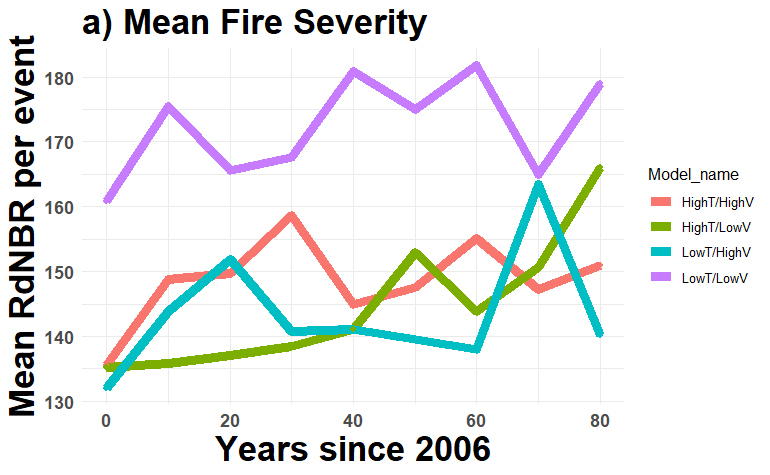 a) Mean Fire Severity
Mean RdNBR per event
180
170
160
150
140
130
0 20 40 60 80
Years since 2006
Model_name
HighT/HighV
HighT/LowV
LowT/HighV
LowT/LowV